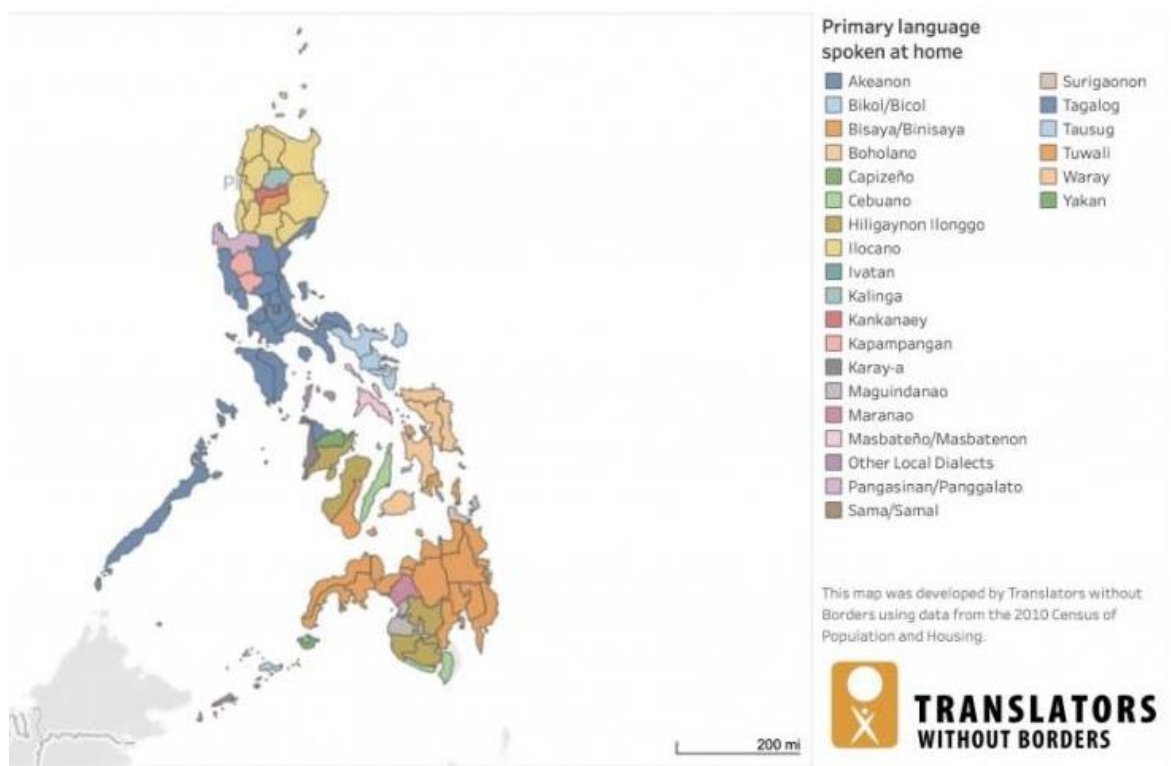 Primary language
spoken at home
Akeanon
Bikol/Bicol
Bisaya/Binisaya
Boholano
Capizeño
Cebuano
Hiligaynon Ilonggo
Ilocano
Ivatan
Kalinga
Kankanaey
Kapampangan
Karay-a
Maguindanao
Maranao
Masbateño/Masbatenon
Other Local Dialects
Pangasinan/Panggalato
Sama/Samal
Surigaonon
Tagalog
Tausug
Tuwali
Waray
Yakan
This map was developed by Translators without
Borders using data from the 2010 Census of
Population and Housing.
TRANSLATORS
WITHOUT BORDERS
200 mi